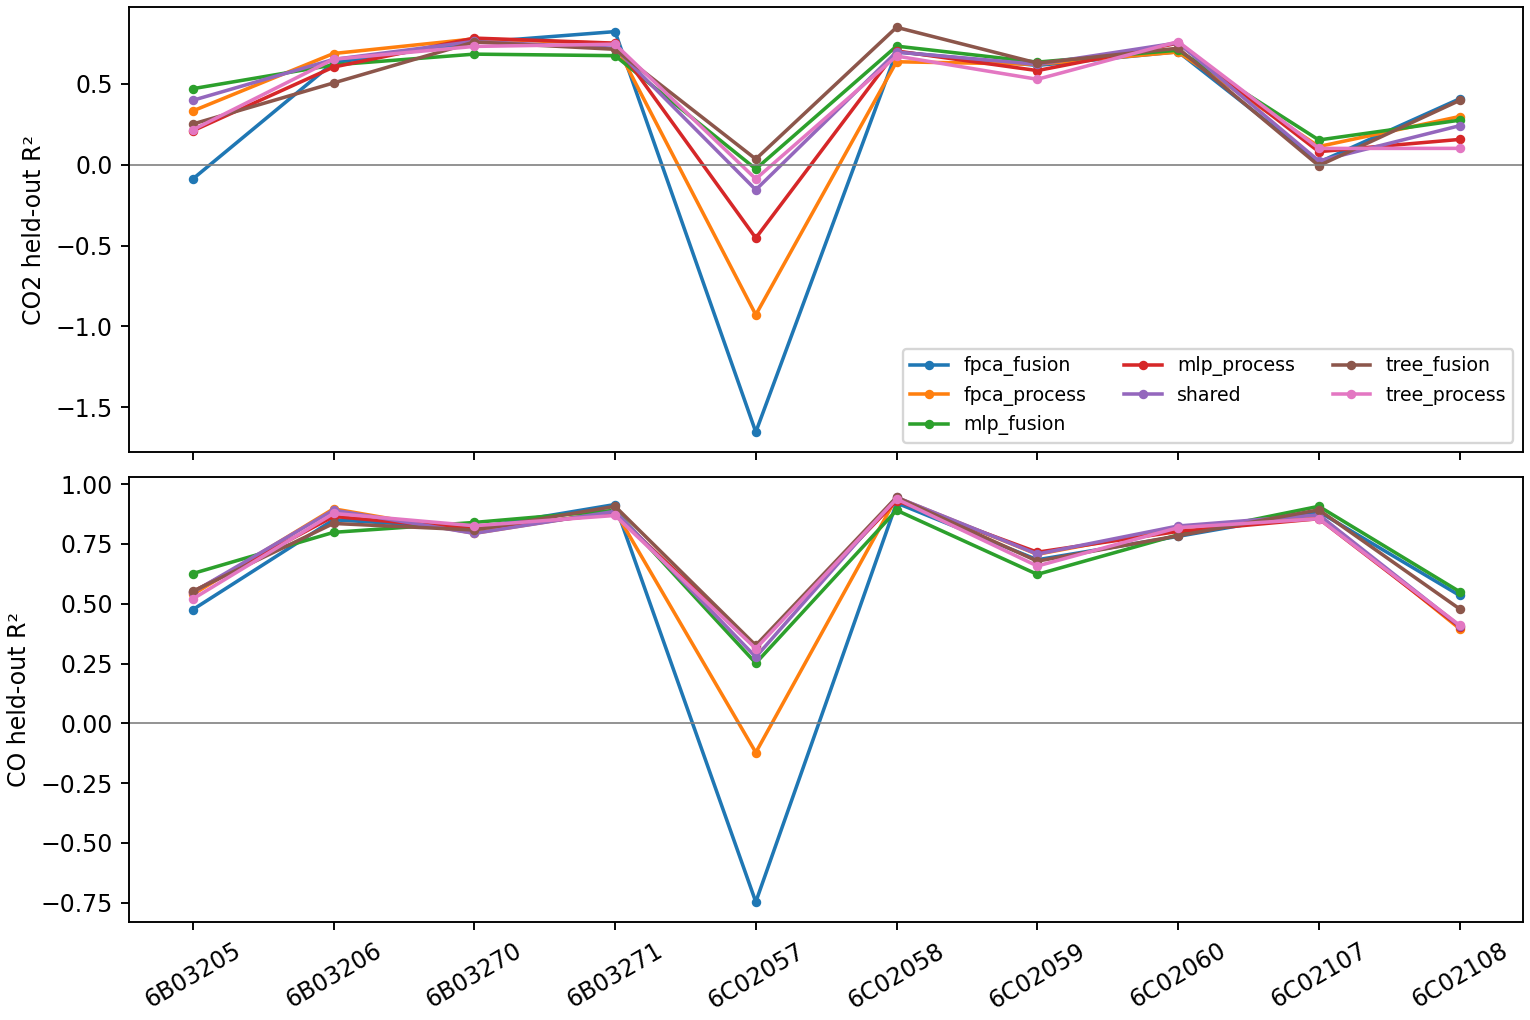 CO2 held-out R²
0.5
0.0
−0.5
−1.0
−1.5
fpca_fusion
fpca_process
mlp_fusion
mlp_process
shared
tree_fusion
tree_process
CO held-out R²
1.00
0.75
0.50
0.25
0.00
−0.25
−0.50
−0.75
6B03205
6B03206
6B03270
6B03271
6C02057
6C02058
6C02059
6C02060
6C02107
6C02108